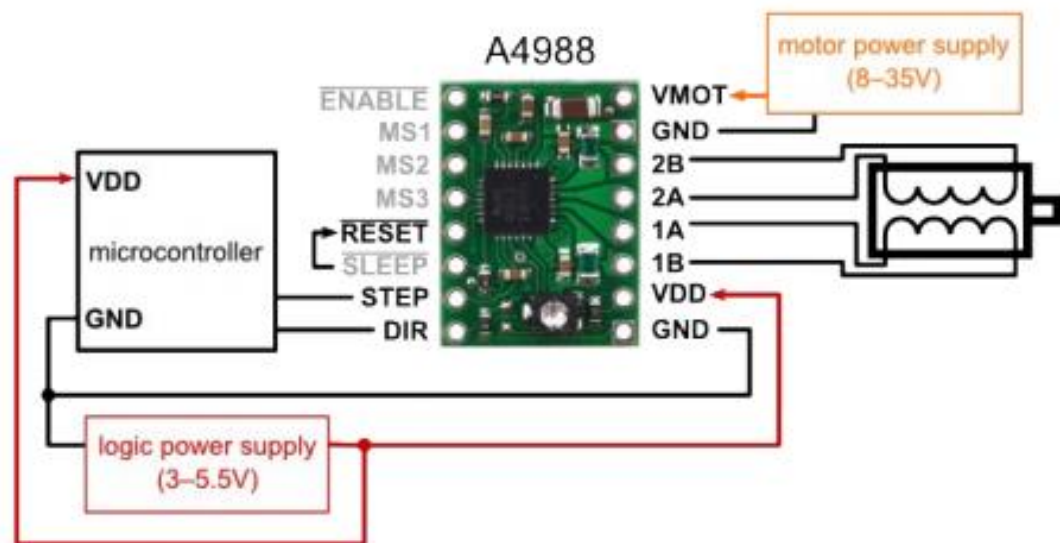 A4988
motor power supply
(8–35V)
ENABLE
VMOT
MS1
GND
MS2
2B
VDD
MS3
2A
microcontroller
RESET
1A
SLEEP
1B
STEP
VDD
GND
DIR
GND
logic power supply
(3–5.5V)